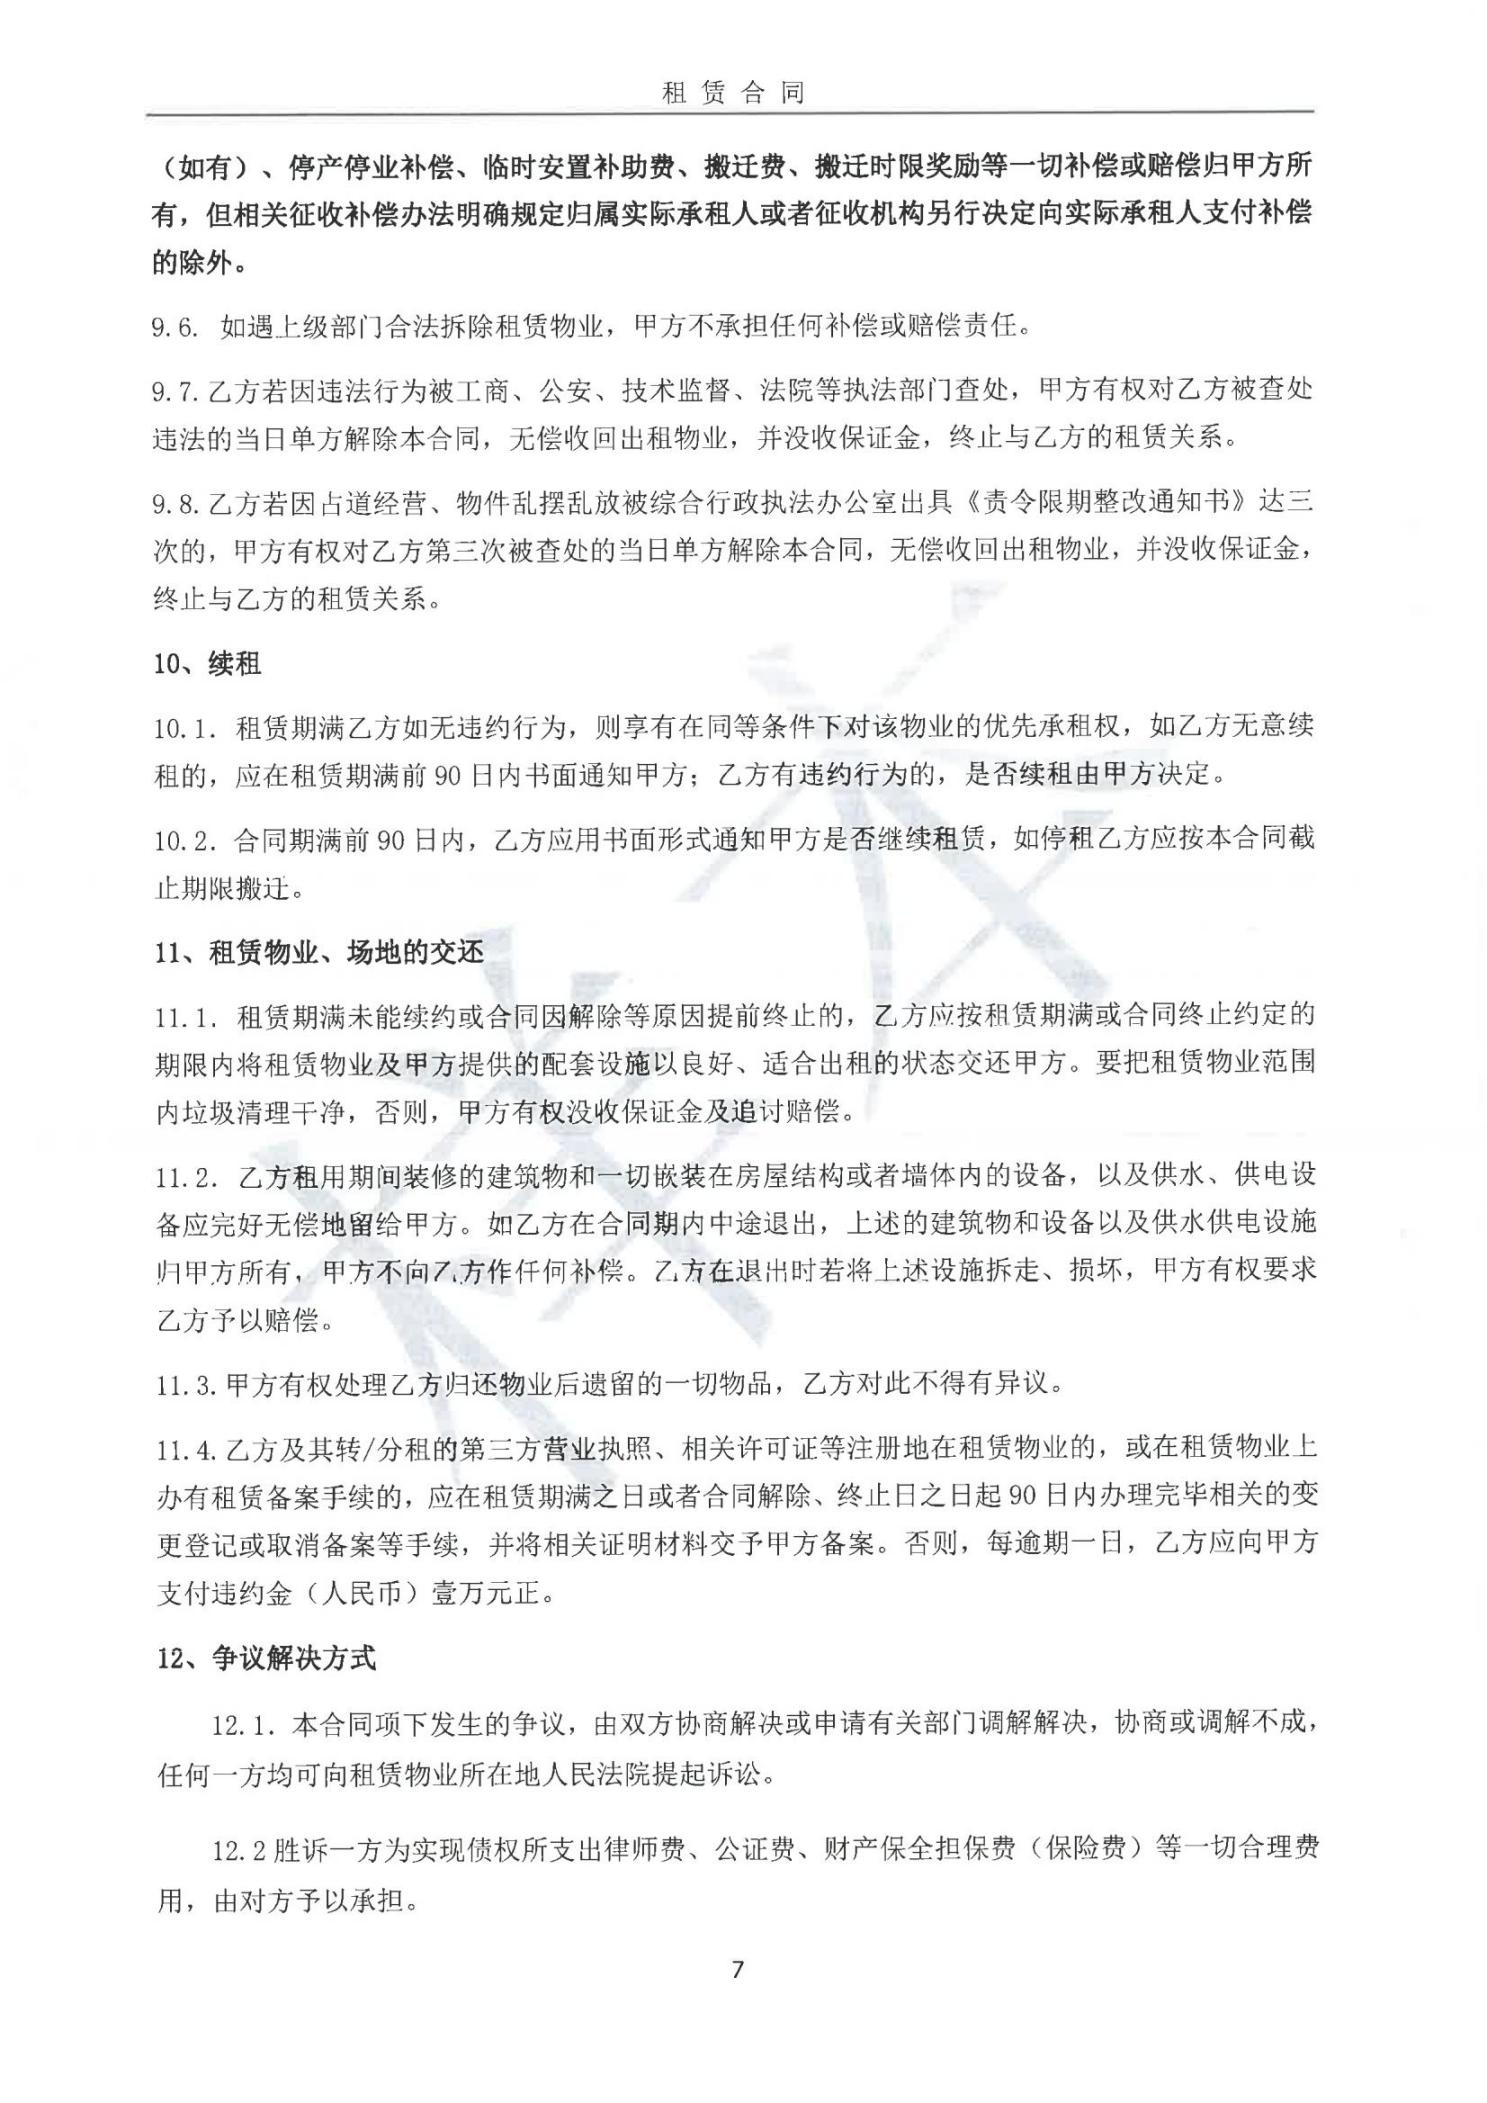 租赁合同
（如有）、停产停业补偿、临时安置补助费、搬迁费、搬迁时限奖励等一切补偿或赔偿归甲方所
有，但相关征收补偿办法明确规定归属实际承租人或者征收机构另行决定向实际承租人支付补偿
的除外。
9.6. 如遇上级部门合法拆除租赁物业，甲方不承担任何补偿或赔偿责任。
9.7.乙方若因违法行为被工商、公安、技术监督、法院等执法部门查处，甲方有权对乙方被查处
违法的当日单方解除本合同，无偿收回出租物业，并没收保证金，终止与乙方的租赁关系。
9.8.乙方若因占道经营、物件乱摆乱放被综合行政执法办公室出具《责令限期整改通知书》达三
次的，甲方有权对乙方第三次被查处的当日单方解除本合同，无偿收回出租物业，并没收保证金，
终止与乙方的租赁关系。
10、续租
10.1. 租赁期满乙方如无违约行为，则享有在同等条件下对该物业的优先承租权，如乙方无意续
租的，应在租赁期满前 90 日内书面通知甲方；乙方有违约行为的，是否续租由甲方决定。
10.2. 合同期满前 90 日内，乙方应用书面形式通知甲方是否继续租赁，如停租乙方应按本合同截
止期限搬迁。
11、租赁物业、场地的交还
11.1. 租赁期满未能续约或合同因解除等原因提前终止的，乙方应按租赁期满或合同终止约定的
期限内将租赁物业及甲方提供的配套设施以良好、适合出租的状态交还甲方。要把租赁物业范围
内垃圾清理干净，否则，甲方有权没收保证金及追讨赔偿。
11.2. 乙方租用期间装修的建筑物和一切嵌装在房屋结构或者墙体内的设备，以及供水、供电设
备应完好无偿地留给甲方。如乙方在合同期内中途退出，上述的建筑物和设备以及供水供电设施
归甲方所有，甲方不向乙方作任何补偿。乙方在退出时若将上述设施拆走、损坏，甲方有权要求
乙方予以赔偿。
11.3.甲方有权处理乙方归还物业后遗留的一切物品，乙方对此不得有异议。
11.4.乙方及其转/分租的第三方营业执照、相关许可证等注册地在租赁物业的，或在租赁物业上
办有租赁备案手续的，应在租赁期满之日或者合同解除、终止日之日起 90 日内办理完毕相关的变
更登记或取消备案等手续，并将相关证明材料交予甲方备案。否则，每逾期一日，乙方应向甲方
支付违约金（人民币）壹万元正。
12、争议解决方式
12.1. 本合同项下发生的争议，由双方协商解决或申请有关部门调解解决，协商或调解不成，
任何一方均可向租赁物业所在地人民法院提起诉讼。
12.2 胜诉一方为实现债权所支出律师费、公证费、财产保全担保费（保险费）等一切合理费
用，由对方予以承担。
7
样本